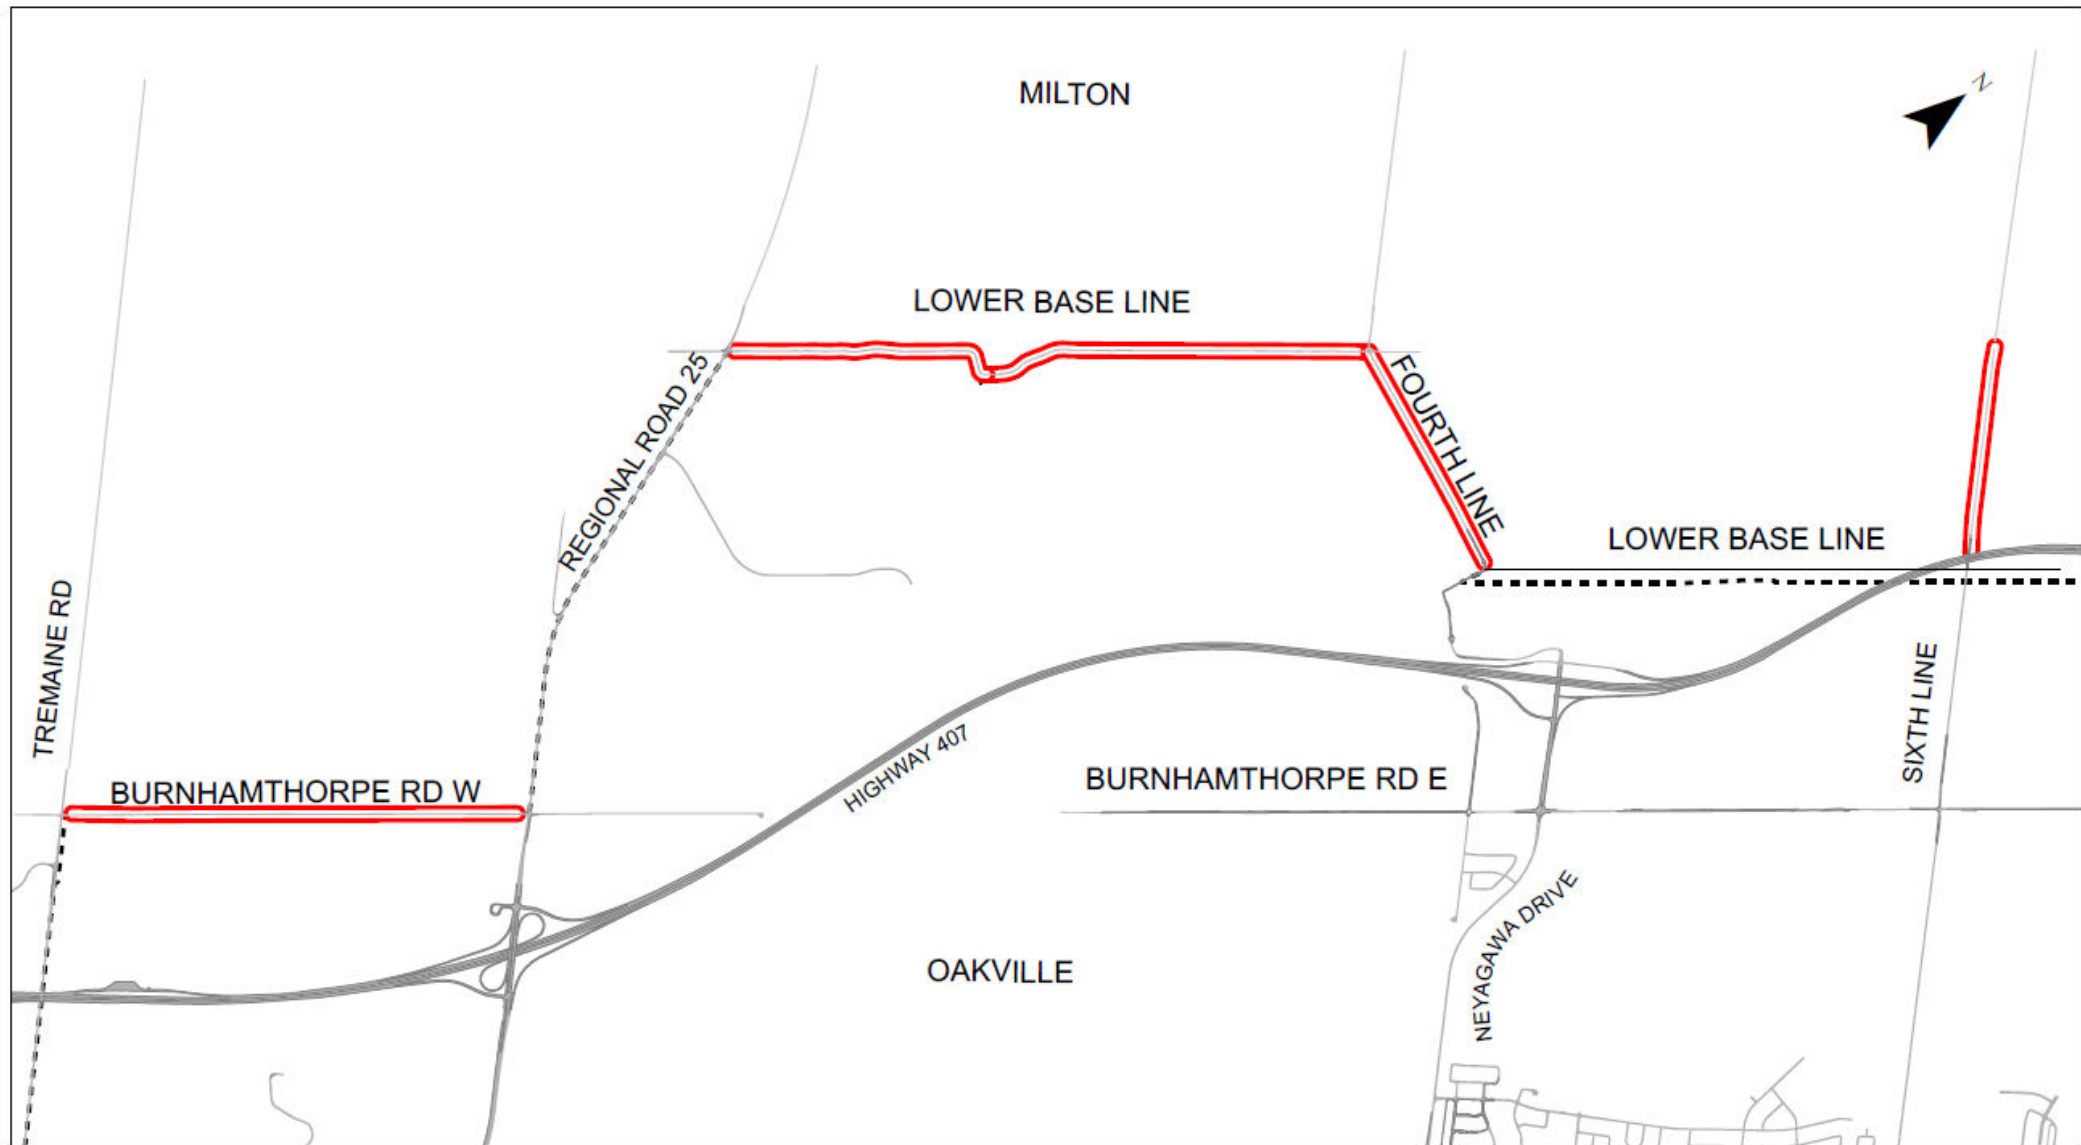 MILTON
N
LOWER BASE LINE
REGIONAL ROAD 25
FOURTH LINE
LOWER BASE LINE
TREMAINE RD
SIXTH LINE
BURNHAMTHORPE RD W
HIGHWAY 407
BURNHAMTHORPE RD E
NEYAGAWA DRIVE
OAKVILLE